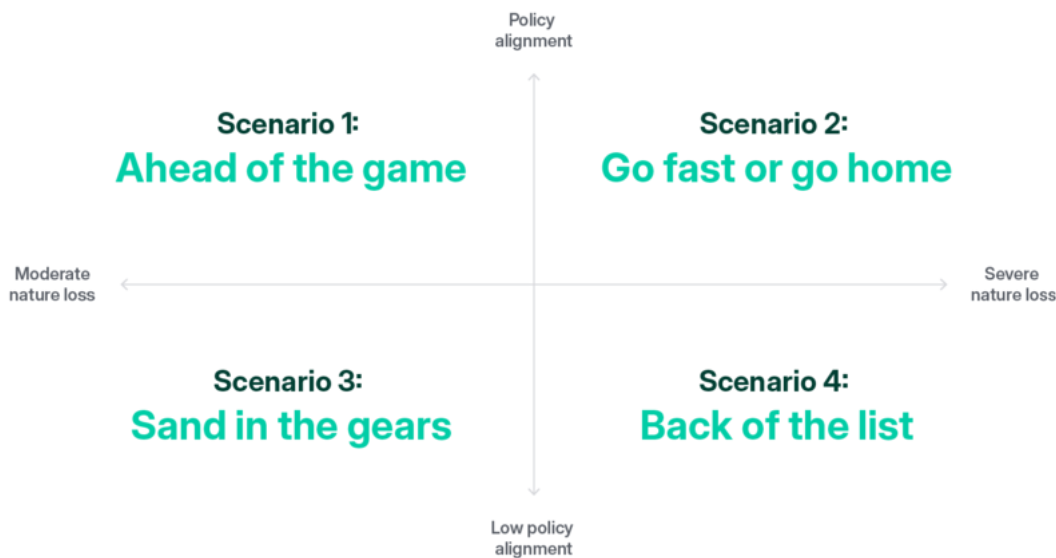 Policy
alignment
Scenario 1:
Ahead of the game
Scenario 2:
Go fast or go home
Moderate
nature loss
Severe
nature loss
Scenario 3:
Sand in the gears
Scenario 4:
Back of the list
Low policy
alignment